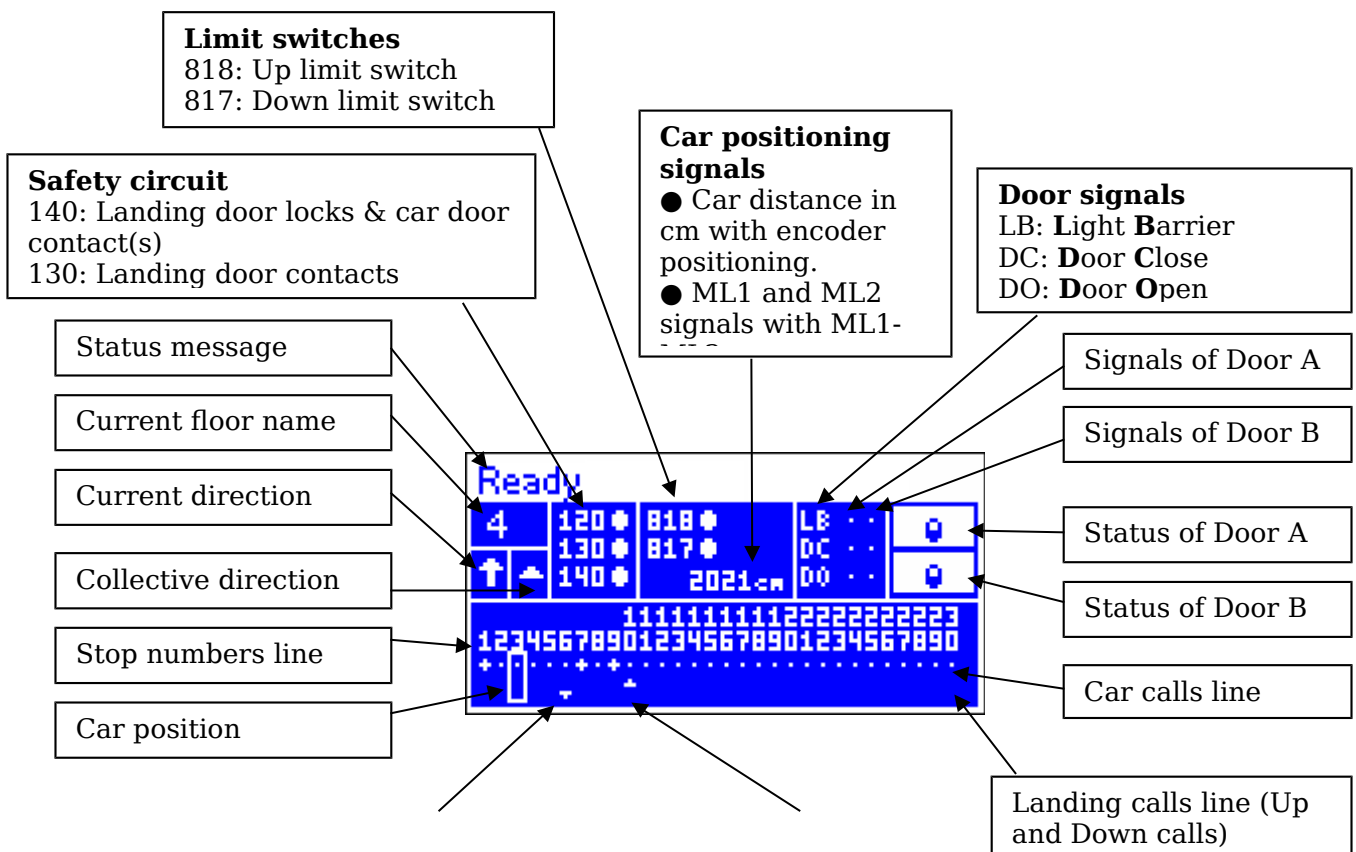 Limit switches
818: Up limit switch
817: Down limit switch
Car positioning
signals
● Car distance in
cm with encoder
positioning.
● ML1 and ML2
signals with ML1-
Safety circuit
140: Landing door locks & car door
contact(s)
130: Landing door contacts
Door signals
LB: Light Barrier
DC: Door Close
DO: Door Open
Status message
Current floor name
Current direction
Collective direction
Stop numbers line
Car position
Signals of Door A
Signals of Door B
Status of Door A
Status of Door B
Car calls line
Landing calls line (Up
and Down calls)
Ready
4
120
130
140
818
817
2021cm
LB
DC
DO
111111111122222222223
123456789012345678901234567890